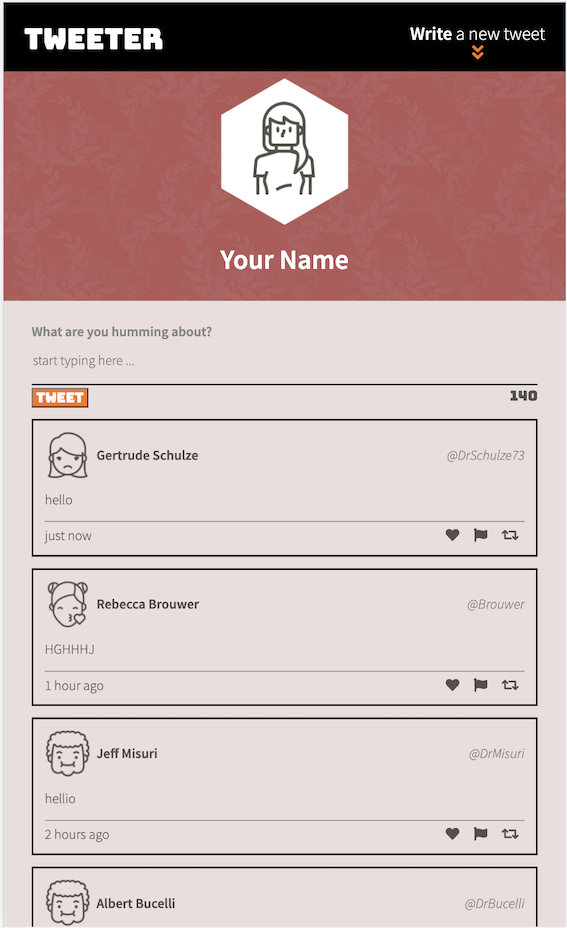 TWEETER
Write a new tweet
Your Name
What are you humming about?
start typing here ...
TWEET 140
Gertrude Schulze @DrSchulze73
hello
just now
Rebecca Brouwer @Brouwer
HGHHHJ
1 hour ago
Jeff Misuri @DrMisuri
hellio
2 hours ago
Albert Bucelli @DrBucelli